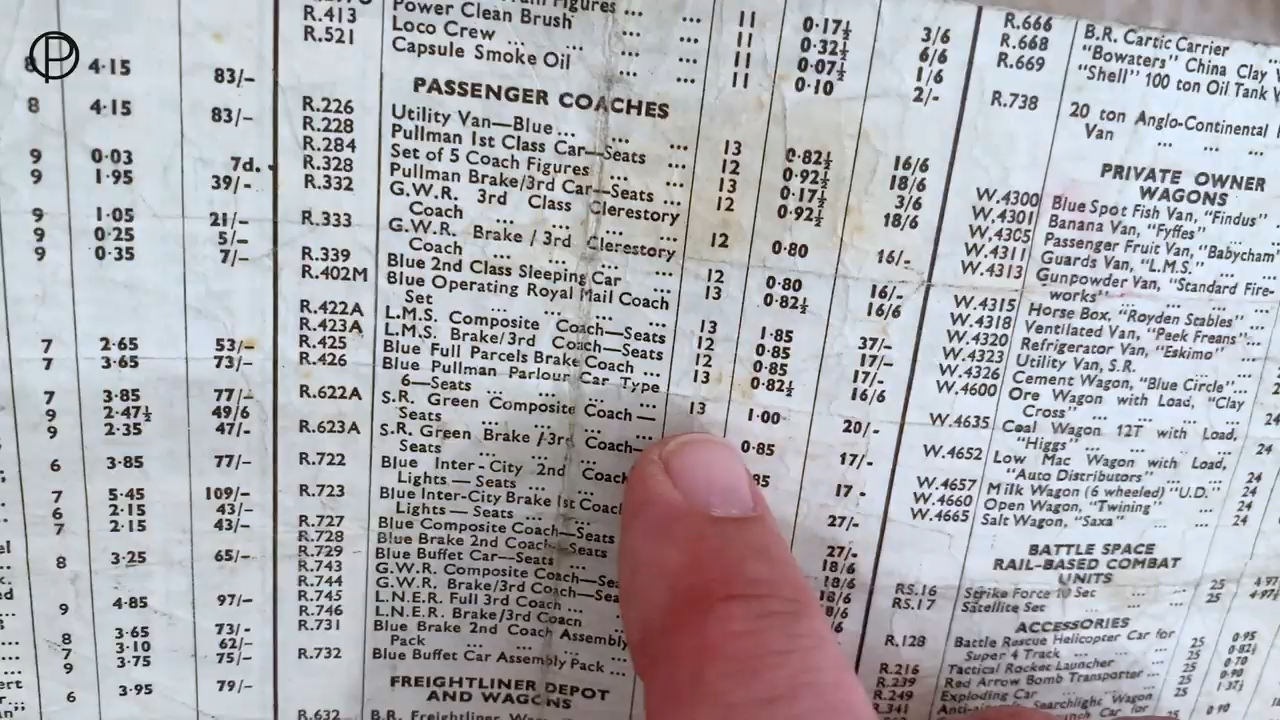 P
8 4·15 83/-
8 4·15 83/-
9 0·03 7d.
9 1·95 39/-
9 1·05 21/-
9 0·25 5/-
9 0·35 7/-
7 2·65 53/-
7 3·65 73/-
7 3·85 77/-
9 2·47½ 49/6
9 2·35 47/-
6 3·85 77/-
7 5·45 109/-
6 2·15 43/-
7 2·15 43/-
8 3·25 65/-
9 4·85 97/-
8 3·65 73/-
7 3·10 62/-
9 3·75 75/-
6 3·95 79/-
Figures ... ... 11 0·17½ 3/6
R.413 Power Clean Brush ... 11 0·32½ 6/6
Loco Crew ... ... ... 11 0·07½ 1/6
R.521 Capsule Smoke Oil ... ... 11 0·10 2/-
PASSENGER COACHES
R.226 Utility Van—Blue ... ... ... 13 0·82½ 16/6
R.228 Pullman 1st Class Car—Seats 12 0·92½ 18/6
R.284 Set of 5 Coach Figures ... 13 0·17½ 3/6
R.328 Pullman Brake/3rd Car—Seats 12 0·92½ 18/6
R.332 G.W.R. 3rd Class Clerestory
Coach ... ... ... ... 12 0·80 16/-
R.333 G.W.R. Brake / 3rd Clerestory
Coach ... ... ... ... 12 0·80 16/-
R.339 Blue 2nd Class Sleeping Car ... 13 0·82½ 16/6
R.402M Blue Operating Royal Mail Coach
Set ... ... ... ... 13 1·85 37/-
R.422A L.M.S. Composite Coach—Seats 12 0·85 17/-
R.423A L.M.S. Brake/3rd Coach—Seats 12 0·85 17/-
R.425 Blue Full Parcels Brake Coach ... 13 0·82½ 16/6
R.426 Blue Pullman Parlour Car Type
6—Seats ... ... ... 13 1·00 20/-
R.622A S.R. Green Composite Coach —
Seats ... ... ... 0·85 17/-
R.623A S.R. Green Brake/3rd Coach—
Seats ... ... 85 17 -
R.722 Blue Inter-City 2nd Coach
Lights — Seats ... ... 27/-
R.723 Blue Inter-City Brake 1st Coach
Lights — Seats ... ... 27/-
R.727 Blue Composite Coach—Seats 18/6
R.728 Blue Brake 2nd Coach—Seats 18/6
R.729 Blue Buffet Car—Seats ... 18/6
R.743 G.W.R. Composite Coach—Sea 8/6
R.744 G.W.R. Brake/3rd Coach—Sea 6
R.745 L.N.E.R. Full 3rd Coach ...
R.746 L.N.E.R. Brake/3rd Coach
R.731 Blue Brake 2nd Coach Assembly
Pack ... ... ...
R.732 Blue Buffet Car Assembly Pack ...
FREIGHTLINER DEPOT
AND WAGONS
R.632 B.R. Freightliner
R.666 B.R. Cartic Carrier
R.668 "Bowaters" China Clay
R.669 "Shell" 100 ton Oil Tank
R.738 20 ton Anglo-Continental
Van ... ...
PRIVATE OWNER
WAGONS
W.4300 Blue Spot Fish Van, "Findus"
W.4301 Banana Van, "Fyffes" ...
W.4305 Passenger Fruit Van, "Babycham"
W.4311 Guards Van, "L.M.S." ...
W.4313 Gunpowder Van, "Standard Fire-
works" ... ... ...
W.4315 Horse Box, "Royden Stables" ...
W.4318 Ventilated Van, "Peek Freans" ...
W.4320 Refrigerator Van, "Eskimo" ...
W.4323 Utility Van, S.R. ... ...
W.4326 Cement Wagon, "Blue Circle" ...
W.4600 Ore Wagon with Load, "Clay
Cross" ... ... ...
W.4635 Coal Wagon 12T with Load,
"Higgs" ... ... ... 24
W.4652 Low Mac Wagon with Load,
"Auto Distributors" ... 24
W.4657 Milk Wagon (6 wheeled) "U.D." 24
W.4660 Open Wagon, "Twining" ... 24
W.4665 Salt Wagon, "Saxa" ... ... 24
BATTLE SPACE
RAIL-BASED COMBAT
UNITS
RS.16 Strike Force 10 Set ... 25 4·97
RS.17 Satellite Set ... ... 25 4·97½
ACCESSORIES
R.128 Battle Rescue Helicopter Car for
Super 4 Track ... ... 25 0·95
R.216 Tactical Rocket Launcher ... 25
R.239 Red Arrow Bomb Transporter ... 25
R.249 Exploding Car ... ... 25
R.341 Searchlight Wagon 25